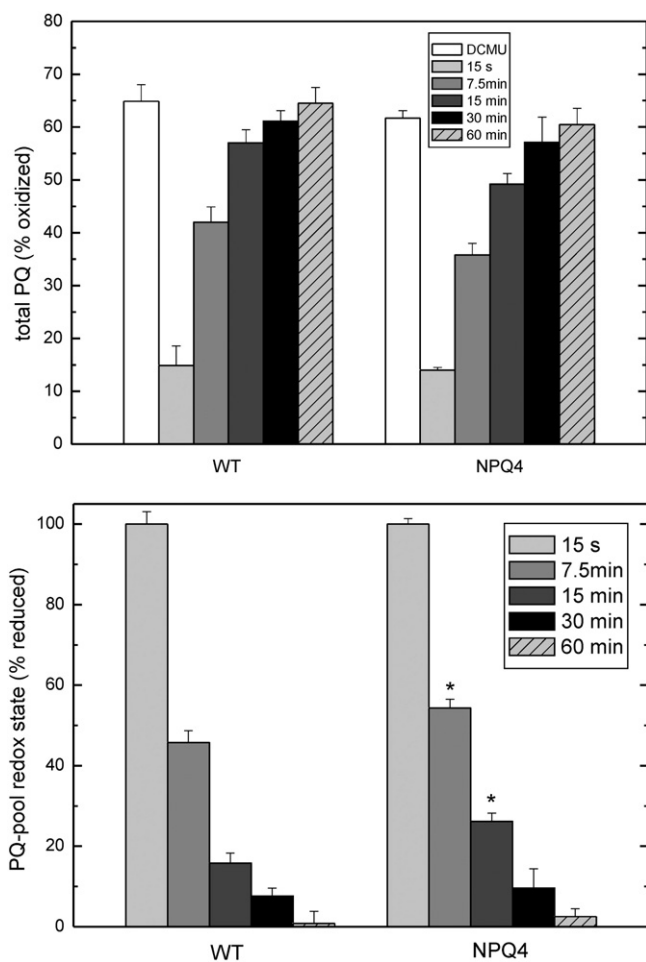 80
70
60
50
40
30
20
10
0
total PQ (% oxidized)
DCMU
15 s
7.5min
15 min
30 min
60 min
WT
NPQ4
100
80
60
40
20
0
PQ-pool redox state (% reduced)
15 s
7.5min
15 min
30 min
60 min
*
*
WT
NPQ4